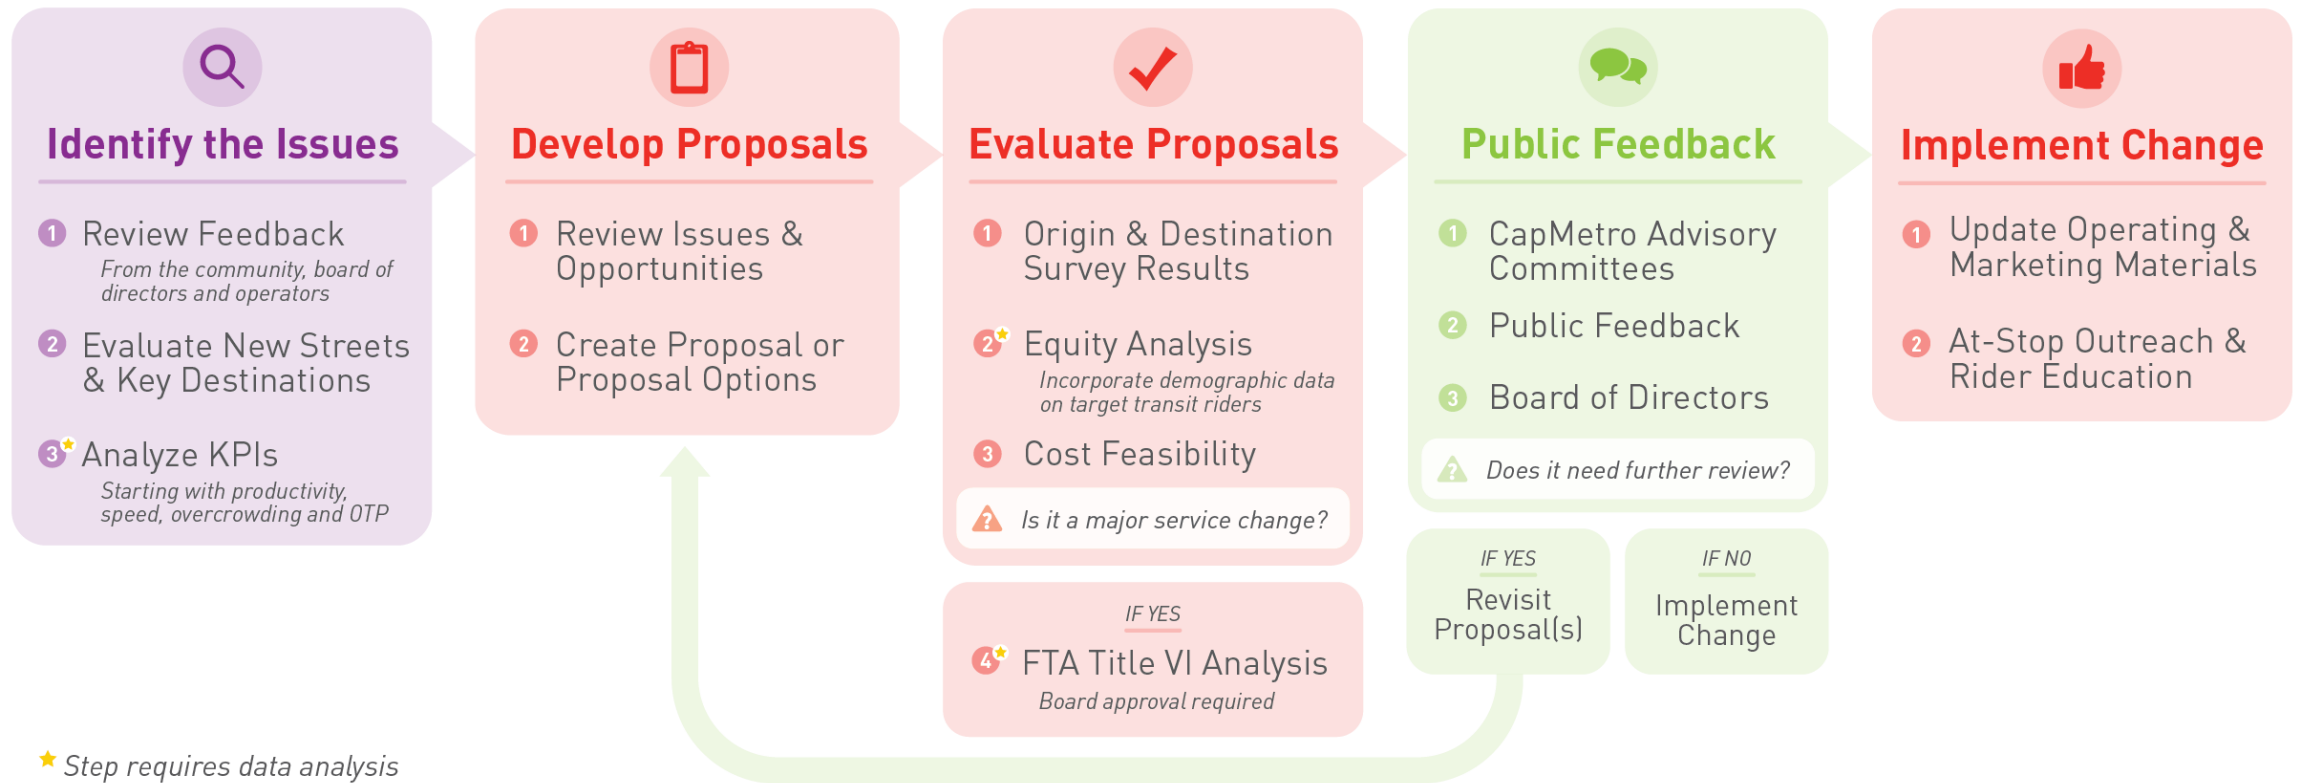 Identify the Issues
1 Review Feedback
From the community, board of
directors and operators
2 Evaluate New Streets
& Key Destinations
3 Analyze KPIs
Starting with productivity,
speed, overcrowding and OTP
Develop Proposals
1 Review Issues &
Opportunities
2 Create Proposal or
Proposal Options
Evaluate Proposals
1 Origin & Destination
Survey Results
2 Equity Analysis
Incorporate demographic data
on target transit riders
3 Cost Feasibility
? Is it a major service change?
IF YES
4 FTA Title VI Analysis
Board approval required
Public Feedback
1 CapMetro Advisory
Committees
2 Public Feedback
3 Board of Directors
? Does it need further review?
IF YES
Revisit
Proposal(s)
IF NO
Implement
Change
Implement Change
1 Update Operating &
Marketing Materials
2 At-Stop Outreach &
Rider Education
Step requires data analysis